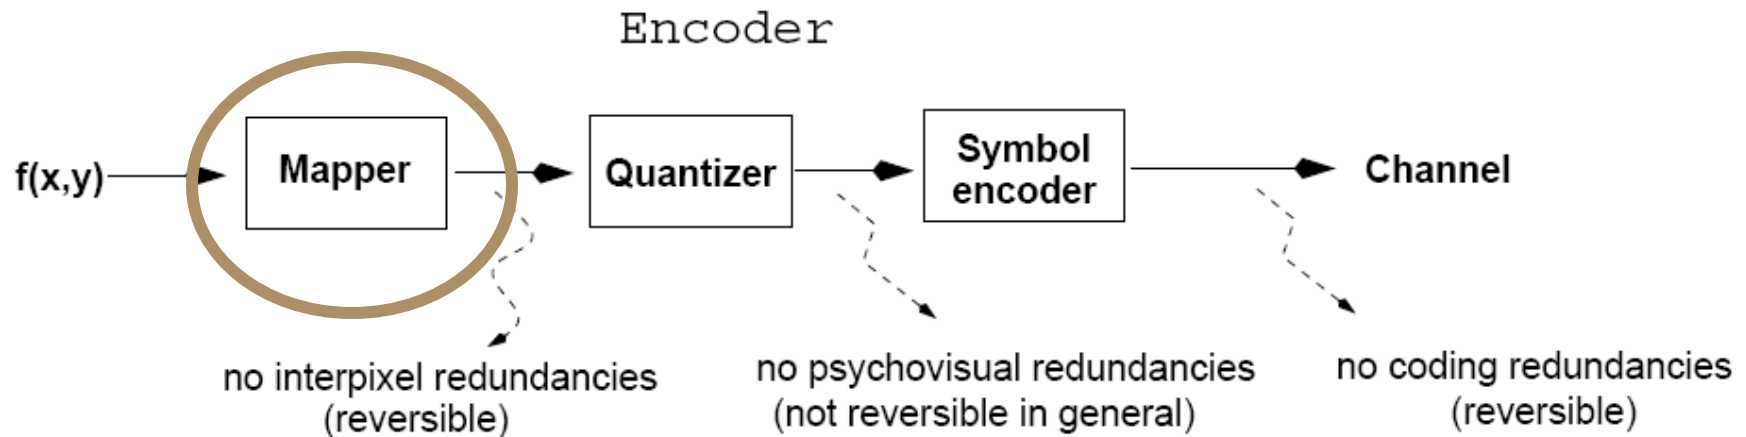 Encoder
f(x,y)
Mapper
Quantizer
Symbol
encoder
Channel
no interpixel redundancies
(reversible)
no psychovisual redundancies
(not reversible in general)
no coding redundancies
(reversible)